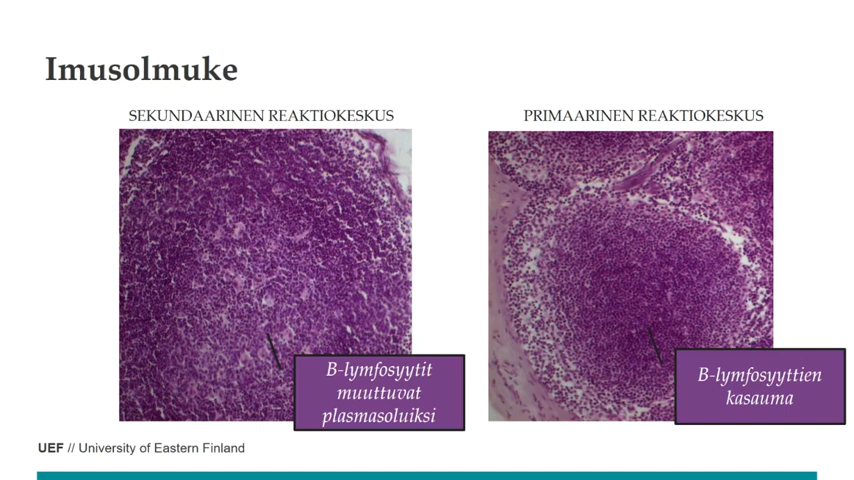 Imusolmuke
SEKUNDAARINEN REAKTIOKESKUS
PRIMAARINEN REAKTIOKESKUS
B-lymfosyytit
muuttuvat
plasmasoluiksi
B-lymfosyyttien
kasauma
UEF // University of Eastern Finland